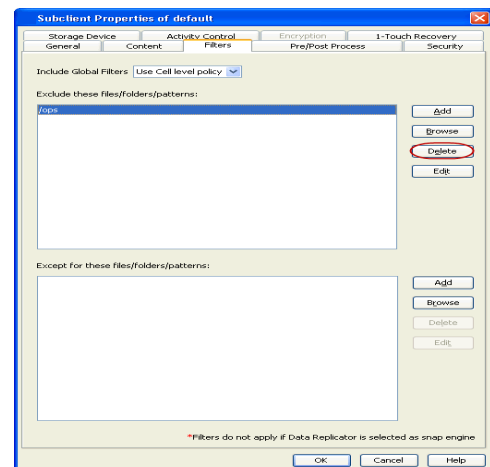 Subclient Properties of default
Storage Device Activity Control Encryption 1-Touch Recovery
General Content Filters Pre/Post Process Security
Include Global Filters Use Cell level policy
Exclude these files/folders/patterns:
/ops
Add
Browse
Delete
Edit
Except for these files/folders/patterns:
Add
Browse
Delete
Edit
*Filters do not apply if Data Replicator is selected as snap engine
OK Cancel Help